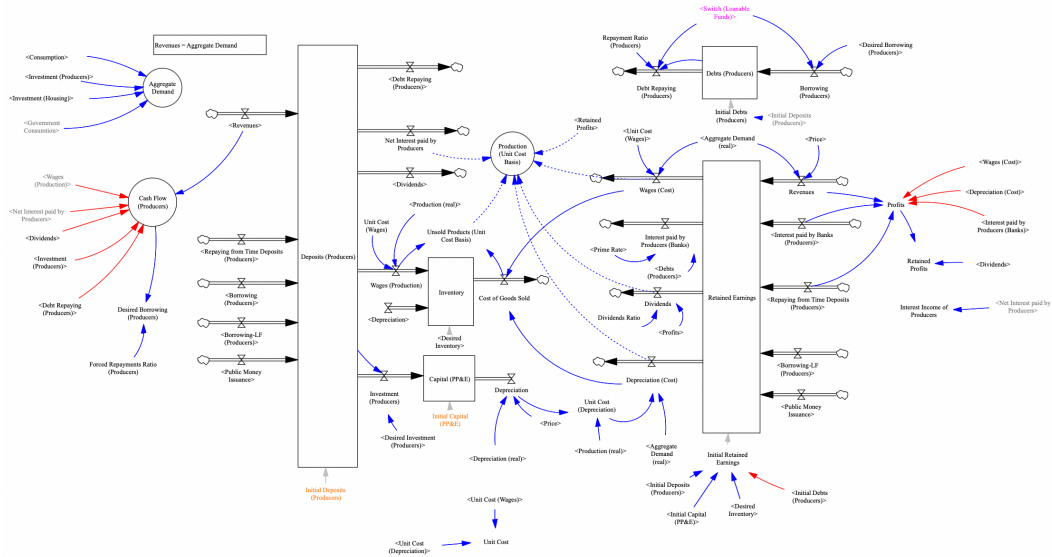 <Switch (Loanable
Funds)>
Revenues = Aggregate Demand
Repayment Ratio
(Producers)
<Consumption>
<Investment (Producers)>
<Investment (Housing)>
<Government
Consumtion>
Aggregate
Demand
<Debt Repaying
(Producers)>
Debts (Producers)
<Desired Borrowing
(Producers)>
Debt Repaying
(Producers)
Borrowing
(Producers)
Initial Debts
(Producers)
<Initial Deposits
(Producers)>
<Revenues>
Net Interest paid by
Producers
<Dividends>
Production
(Unit Cost
Basis)
<Retained
Profits>
<Unit Cost
(Wages)>
<Aggregate Demand
(real)>
<Price>
Wages (Cost)
Revenues
<Wages (Cost)>
<Depreciation (Cost)>
<Interest paid by
Producers (Banks)>
Profits
<Wages
(Production)>
<Net Interest paid by
Producers>
<Dividends>
<Investment
(Producers)>
<Debt Repaying
(Producers)>
Cash Flow
(Producers)
Desired Borrowing
(Producers)
Forced Repayments Ratio
(Producers)
<Repaying from Time Deposits
(Producers)>
<Borrowing
(Producers)>
<Borrowing-LF
(Producers)>
<Public Money
Issuance>
Deposits (Producers)
Initial Deposits
(Producers)
Unit Cost
(Wages)
<Production (real)>
Unsold Products (Unit
Cost Basis)
Wages (Production)
Inventory
Cost of Goods Sold
<Depreciation>
<Desired
Inventory>
Interest paid by
Producers (Banks)
<Prime Rate>
<Debts
(Producers)>
Dividends
Dividends Ratio
<Profits>
Retained Earnings
<Interest paid by Banks
(Producers)>
Retained
Profits
<Dividends>
<Repaying from Time Deposits
(Producers)>
Interest Income of
Producers
<Net Interest paid by
Producers>
Investment
(Producers)
<Desired Investment
(Producers)>
Capital (PP&E)
Initial Capital
(PP&E)
Depreciation
<Price>
<Depreciation (real)>
Unit Cost
(Depreciation)
<Production (real)>
Depreciation (Cost)
<Aggregate
Demand
(real)>
<Borrowing-LF
(Producers)>
<Public Money
Issuance>
Initial Retained
Earnings
<Initial Deposits
(Producers)>
<Initial Capital
(PP&E)>
<Desired
Inventory>
<Initial Debts
(Producers)>
<Unit Cost (Wages)>
<Unit Cost
(Depreciation)>
Unit Cost